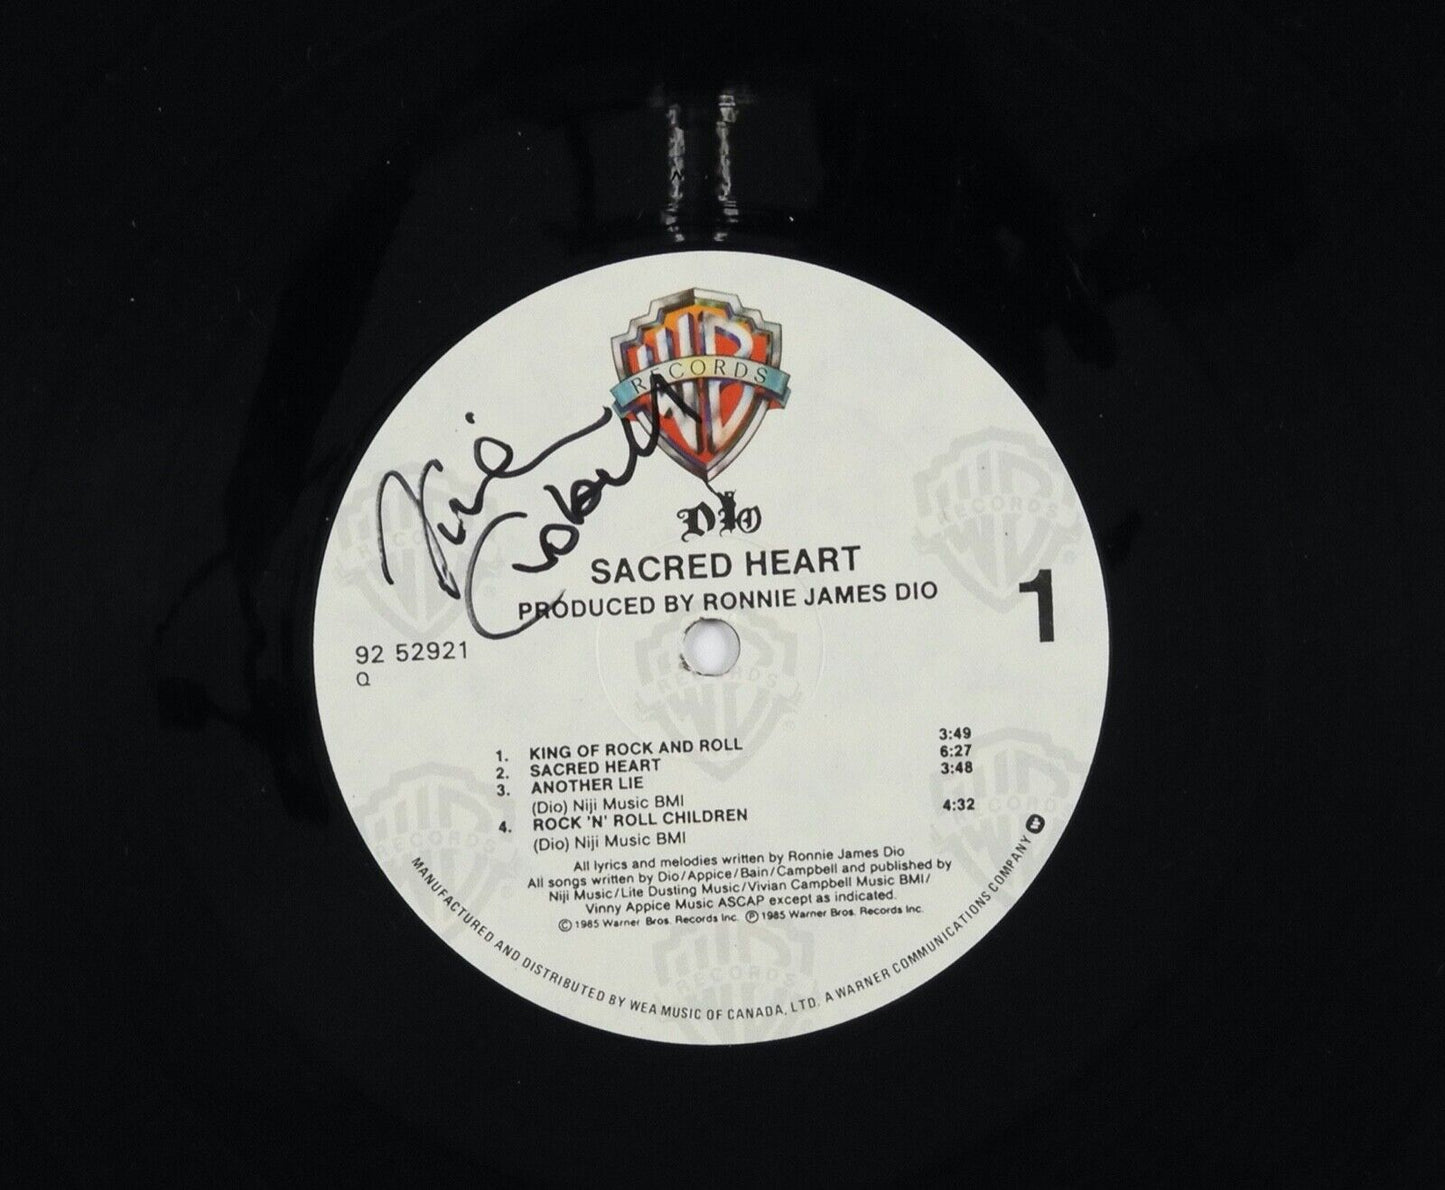 RECORDS
DIO
SACRED HEART
PRODUCED BY RONNIE JAMES DIO
1
92 52921
Q
1. KING OF ROCK AND ROLL 3:49
2. SACRED HEART 6:27
3. ANOTHER LIE 3:48
(Dio) Niji Music BMI
4. ROCK 'N' ROLL CHILDREN 4:32
(Dio) Niji Music BMI
All lyrics and melodies written by Ronnie James Dio
All songs written by Dio/Appice/Bain/Campbell and published by
Niji Music/Lite Dusting Music/Vivian Campbell Music BMI/
Vinny Appice Music ASCAP except as indicated.
© 1985 Warner Bros. Records Inc. ℗ 1985 Warner Bros. Records Inc.
MANUFACTURED AND DISTRIBUTED BY WEA MUSIC OF CANADA, LTD. A WARNER COMMUNICATIONS COMPANY